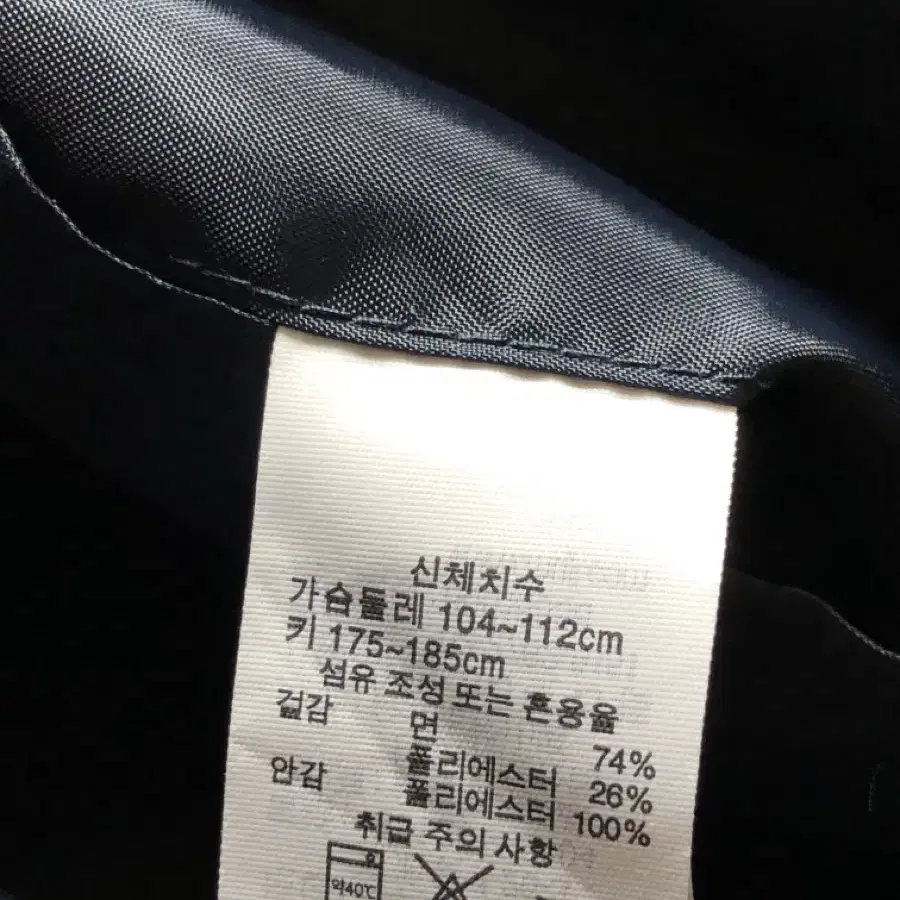 신체치수
가슴둘레 104~112cm
키 175~185cm
섬유 조성 또는 혼용율
겉감 면 74%
폴리에스터 26%
안감 폴리에스터 100%
취급 주의 사항
약40℃